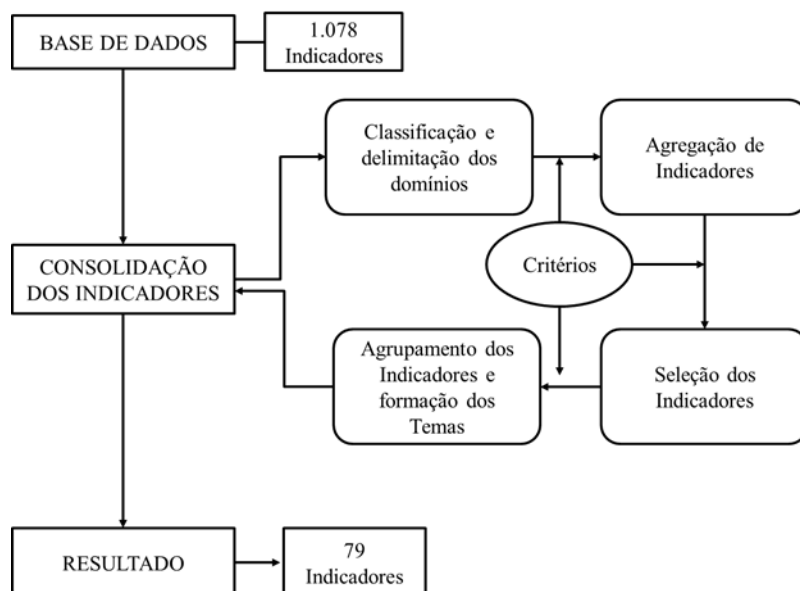 BASE DE DADOS
1.078
Indicadores
Classificação e
delimitação dos
domínios
Agregação de
Indicadores
CONSOLIDAÇÃO
DOS INDICADORES
Critérios
Agrupamento dos
Indicadores e
formação dos
Temas
Seleção dos
Indicadores
RESULTADO
79
Indicadores